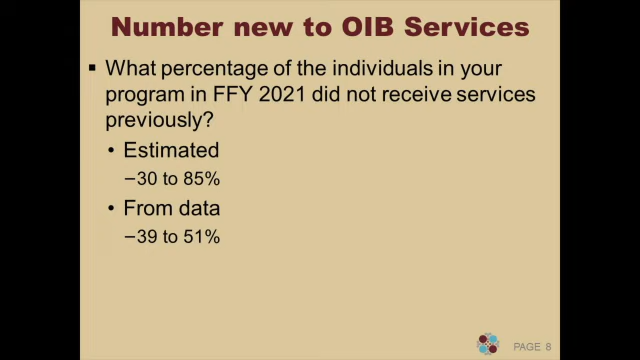 Number new to OIB Services
▪ What percentage of the individuals in your
program in FFY 2021 did not receive services
previously?
• Estimated
–30 to 85%
• From data
–39 to 51%
PAGE 8